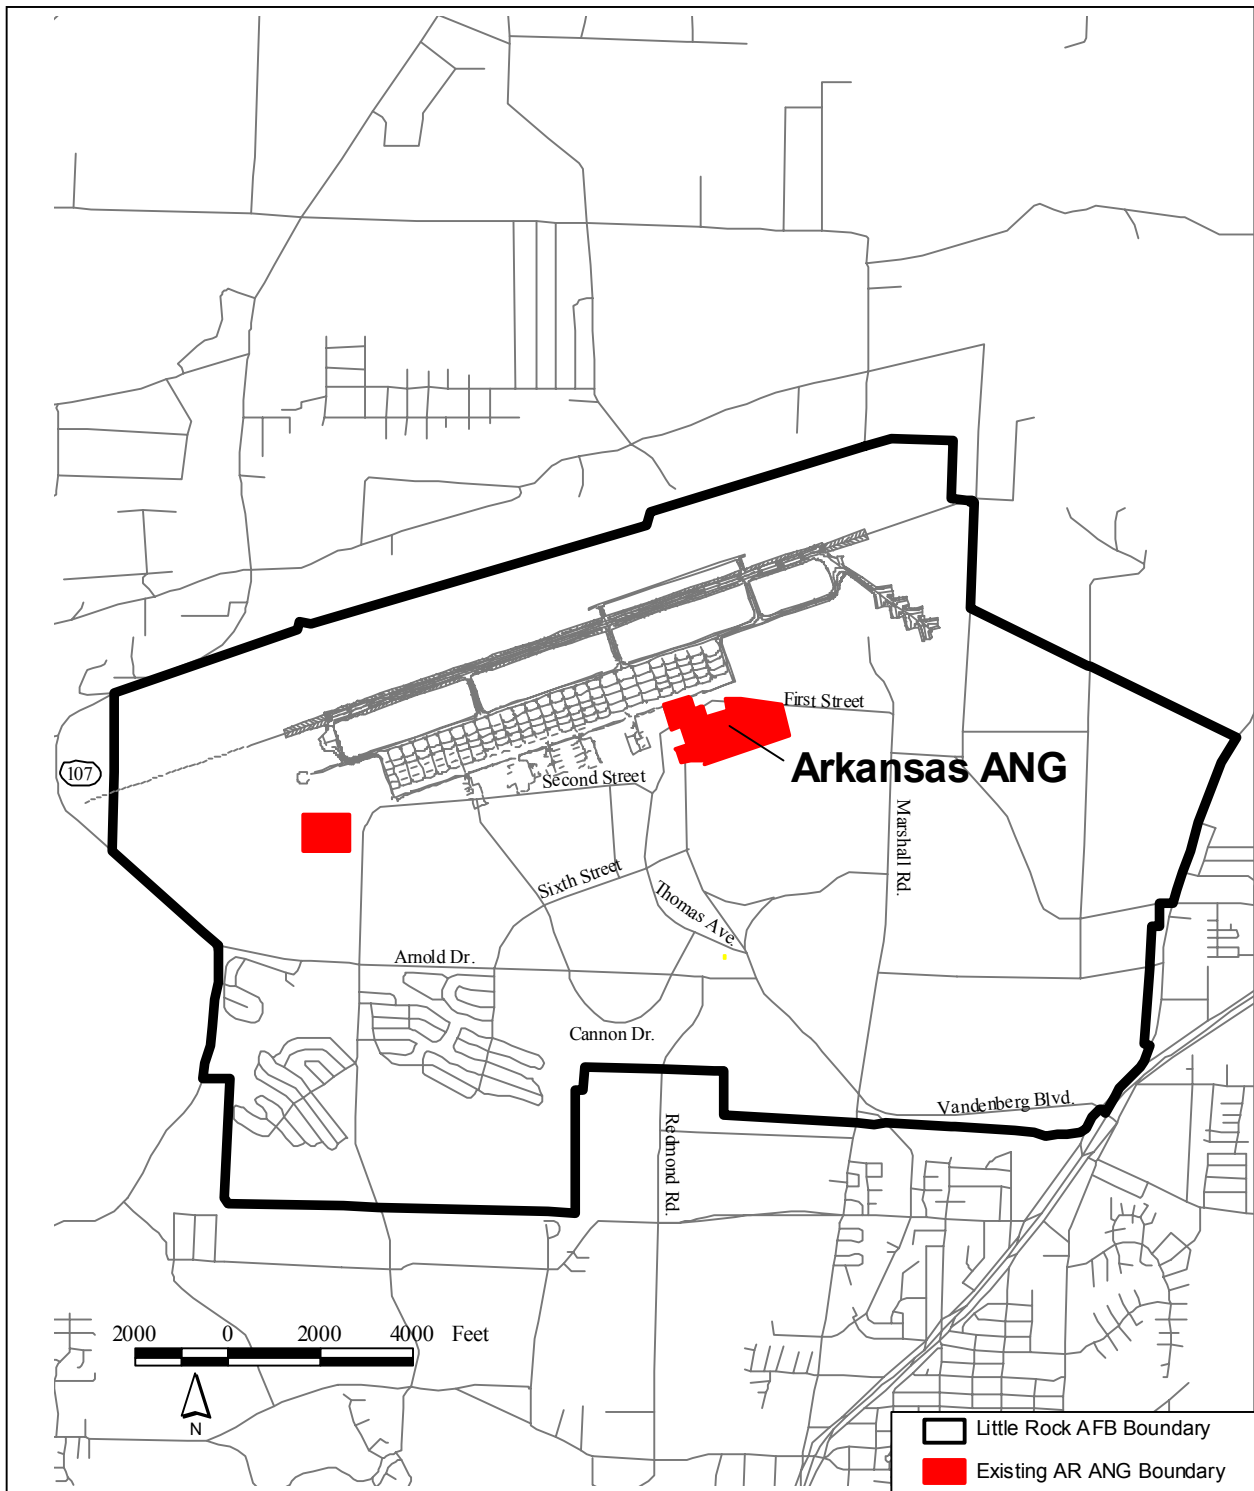 First Street
Arkansas ANG
107
Second Street
Marshall Rd.
Sixth Street
Thomas Ave.
Arnold Dr.
Cannon Dr.
Vandenberg Blvd.
Redmond Rd.
2000 0 2000 4000 Feet
N
Little Rock AFB Boundary
Existing AR ANG Boundary